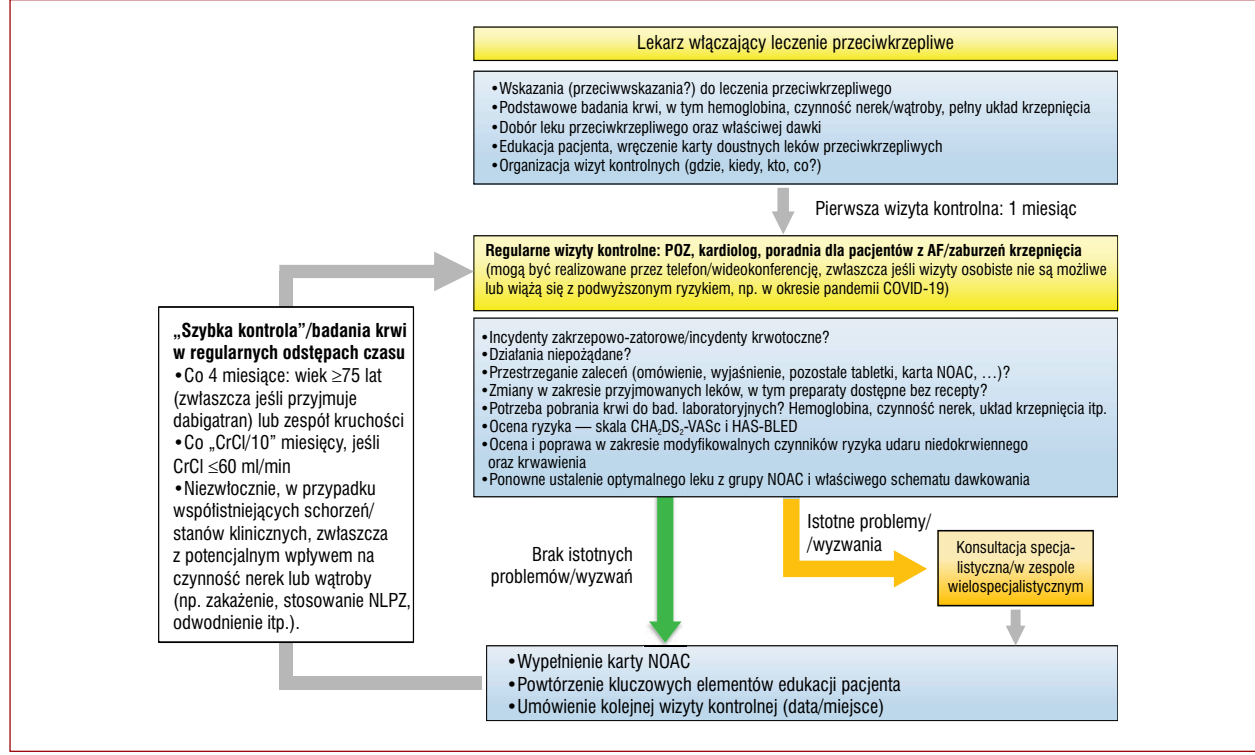 Lekarz włączający leczenie przeciwkrzepliwe
•Wskazania (przeciwwskazania?) do leczenia przeciwkrzepliwego
•Podstawowe badania krwi, w tym hemoglobina, czynność nerek/wątroby, pełny układ krzepnięcia
•Dobór leku przeciwkrzepliwego oraz właściwej dawki
•Edukacja pacjenta, wręczenie karty doustnych leków przeciwkrzepliwych
•Organizacja wizyt kontrolnych (gdzie, kiedy, kto, co?)
Pierwsza wizyta kontrolna: 1 miesiąc
Regularne wizyty kontrolne: POZ, kardiolog, poradnia dla pacjentów z AF/zaburzeń krzepnięcia
(mogą być realizowane przez telefon/wideokonferencję, zwłaszcza jeśli wizyty osobiste nie są możliwe
lub wiążą się z podwyższonym ryzykiem, np. w okresie pandemii COVID-19)
•Incydenty zakrzepowo-zatorowe/incydenty krwotoczne?
•Działania niepożądane?
•Przestrzeganie zaleceń (omówienie, wyjaśnienie, pozostałe tabletki, karta NOAC, …)?
•Zmiany w zakresie przyjmowanych leków, w tym preparaty dostępne bez recepty?
•Potrzeba pobrania krwi do bad. laboratoryjnych? Hemoglobina, czynność nerek, układ krzepnięcia itp.
•Ocena ryzyka — skala CHA₂DS₂-VASc i HAS-BLED
•Ocena i poprawa w zakresie modyfikowalnych czynników ryzyka udaru niedokrwiennego
oraz krwawienia
•Ponowne ustalenie optymalnego leku z grupy NOAC i właściwego schematu dawkowania
Brak istotnych
problemów/wyzwań
Istotne problemy/
/wyzwania
Konsultacja specja-
listyczna/w zespole
wielospecjalistycznym
•Wypełnienie karty NOAC
•Powtórzenie kluczowych elementów edukacji pacjenta
•Umówienie kolejnej wizyty kontrolnej (data/miejsce)
„Szybka kontrola”/badania krwi
w regularnych odstępach czasu
•Co 4 miesiące: wiek ≥75 lat
(zwłaszcza jeśli przyjmuje
dabigatran) lub zespół kruchości
•Co „CrCl/10” miesięcy, jeśli
CrCl ≤60 ml/min
•Niezwłocznie, w przypadku
współistniejących schorzeń/
stanów klinicznych, zwłaszcza
z potencjalnym wpływem na
czynność nerek lub wątroby
(np. zakażenie, stosowanie NLPZ,
odwodnienie itp.).